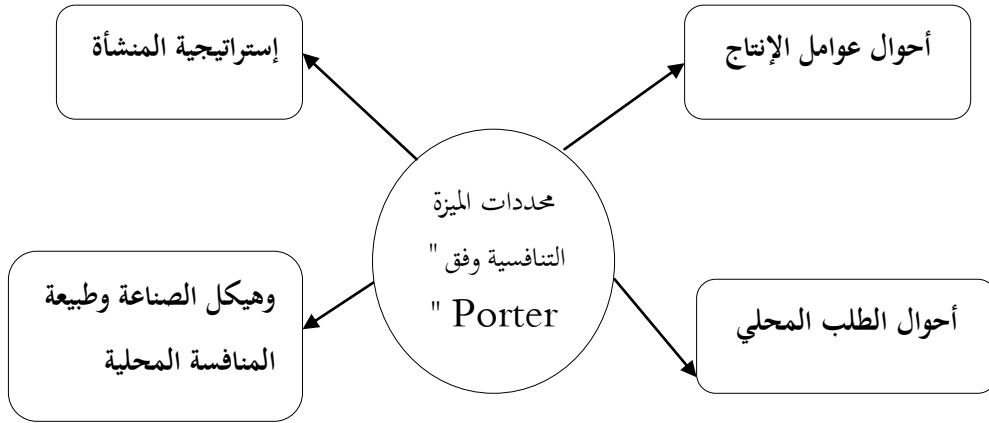 أحوال عوامل الإنتاج
إستراتيجية المنشأة
محددات الميزة
التنافسية وفق "
Porter "
أحوال الطلب المحلي
وهيكل الصناعة وطبيعة
المنافسة المحلية